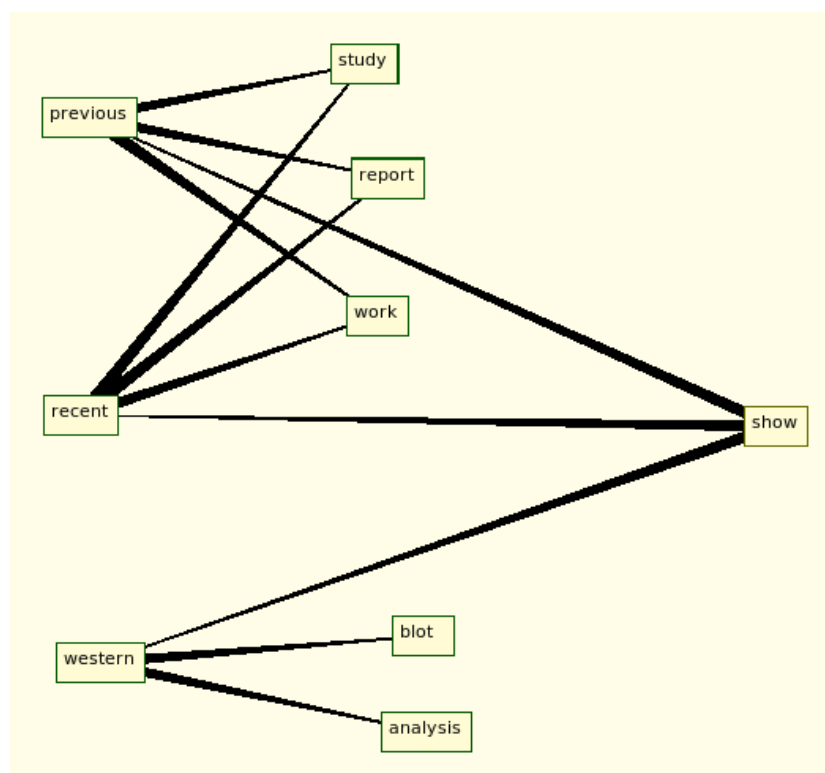 study
previous
report
work
recent
show
blot
western
analysis